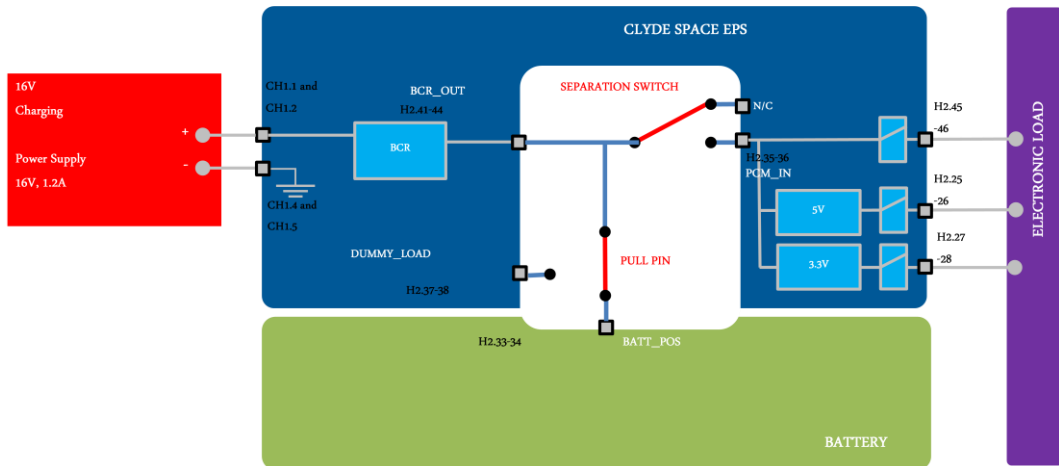 CLYDE SPACE EPS
16V
Charging
+
Power Supply
-
16V, 1.2A
CH1.1 and
CH1.2
CH1.4 and
CH1.5
BCR_OUT
H2.41-44
BCR
SEPARATION SWITCH
N/C
H2.35-36
PCM_IN
H2.45
-46
H2.25
-26
H2.27
-28
5V
3.3V
DUMMY_LOAD
H2.37-38
PULL PIN
H2.33-34
BATT_POS
BATTERY
ELECTRONIC LOAD